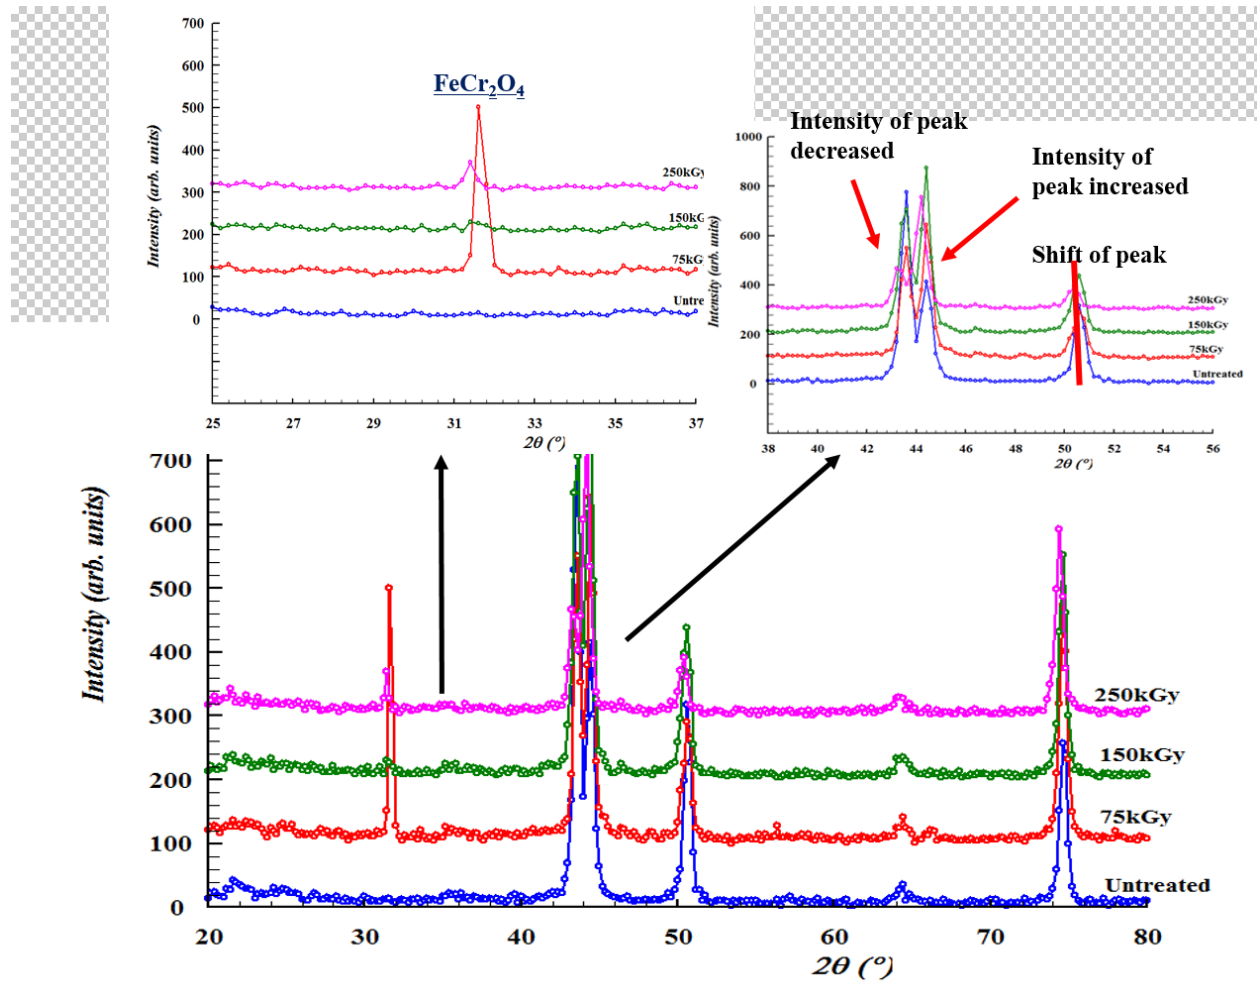 700
600
500
400
300
200
100
0
Intensity (arb. units)
FeCr2O4
250kGy
150kG
75kG
Untre
25 27 29 31 33 35 37
2θ (°)
Intensity of peak
decreased
Intensity of
peak increased
Shift of peak
1000
800
600
400
200
0
Intensity (arb. units)
250kGy
150kGy
75kGy
Untreated
38 40 42 44 46 48 50 52 54 56
2θ (°)
700
600
500
400
300
200
100
0
Intensity (arb. units)
250kGy
150kGy
75kGy
Untreated
20 30 40 50 60 70 80
2θ (°)